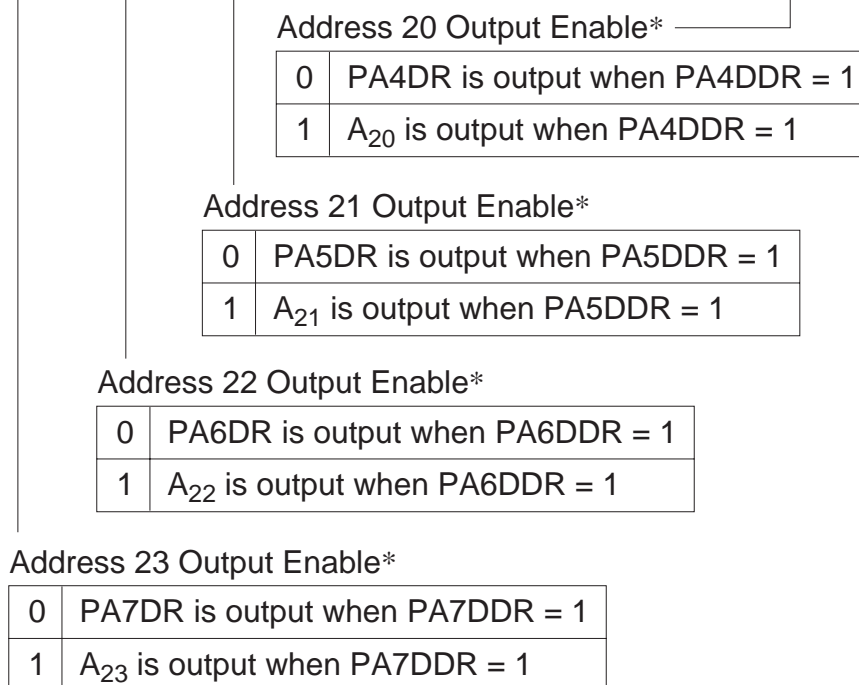 Address 20 Output Enable*
0 PA4DR is output when PA4DDR = 1
1 A20 is output when PA4DDR = 1
Address 21 Output Enable*
0 PA5DR is output when PA5DDR = 1
1 A21 is output when PA5DDR = 1
Address 22 Output Enable*
0 PA6DR is output when PA6DDR = 1
1 A22 is output when PA6DDR = 1
Address 23 Output Enable*
0 PA7DR is output when PA7DDR = 1
1 A23 is output when PA7DDR = 1